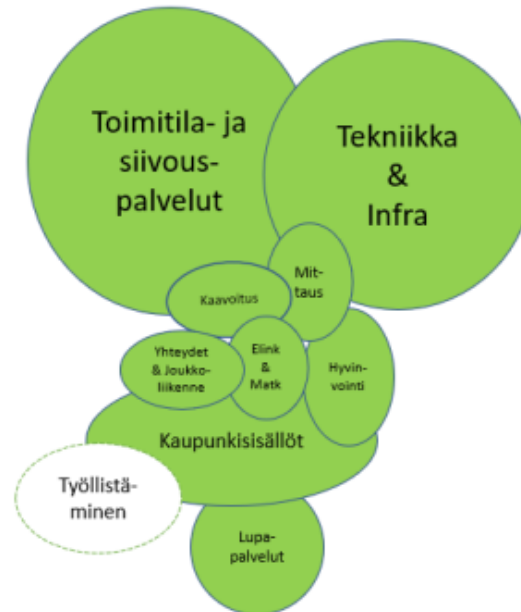 Toimitila- ja
siivous-
palvelut
Tekniikka
&
Infra
Mit-
taus
Kaavoitus
Yhteydet
& Joukko-
liikenne
Elink
&
Matk
Hyvin-
vointi
Kaupunkisisällöt
Työllistä-
minen
Lupa-
palvelut